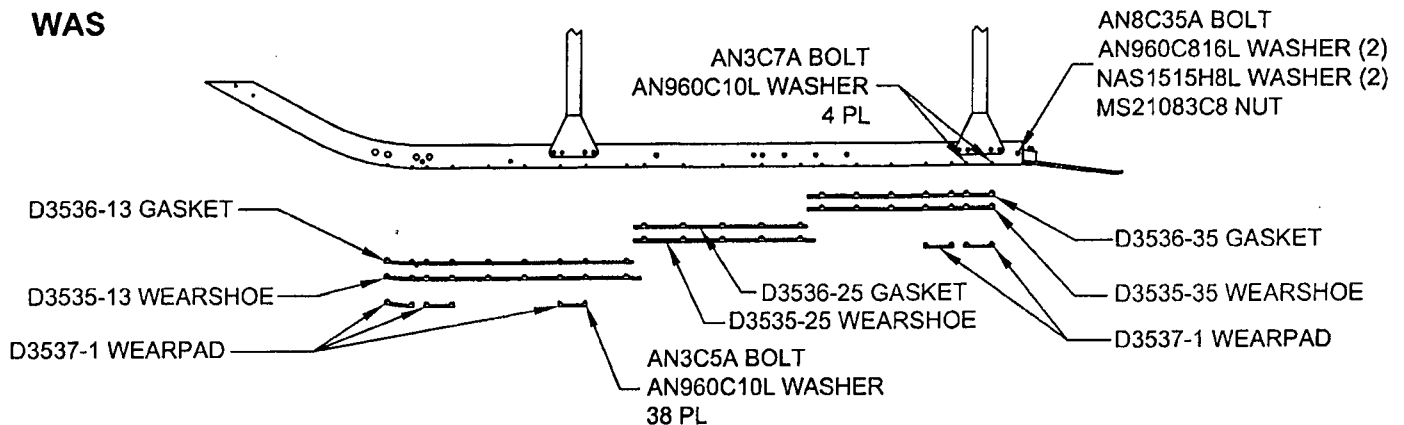 WAS
AN8C35A BOLT
AN960C816L WASHER (2)
NAS1515H8L WASHER (2)
MS21083C8 NUT
AN3C7A BOLT
AN960C10L WASHER
4 PL
D3536-13 GASKET
D3535-13 WEARSHOE
D3537-1 WEARPAD
D3536-25 GASKET
D3535-25 WEARSHOE
AN3C5A BOLT
AN960C10L WASHER
38 PL
D3536-35 GASKET
D3535-35 WEARSHOE
D3537-1 WEARPAD